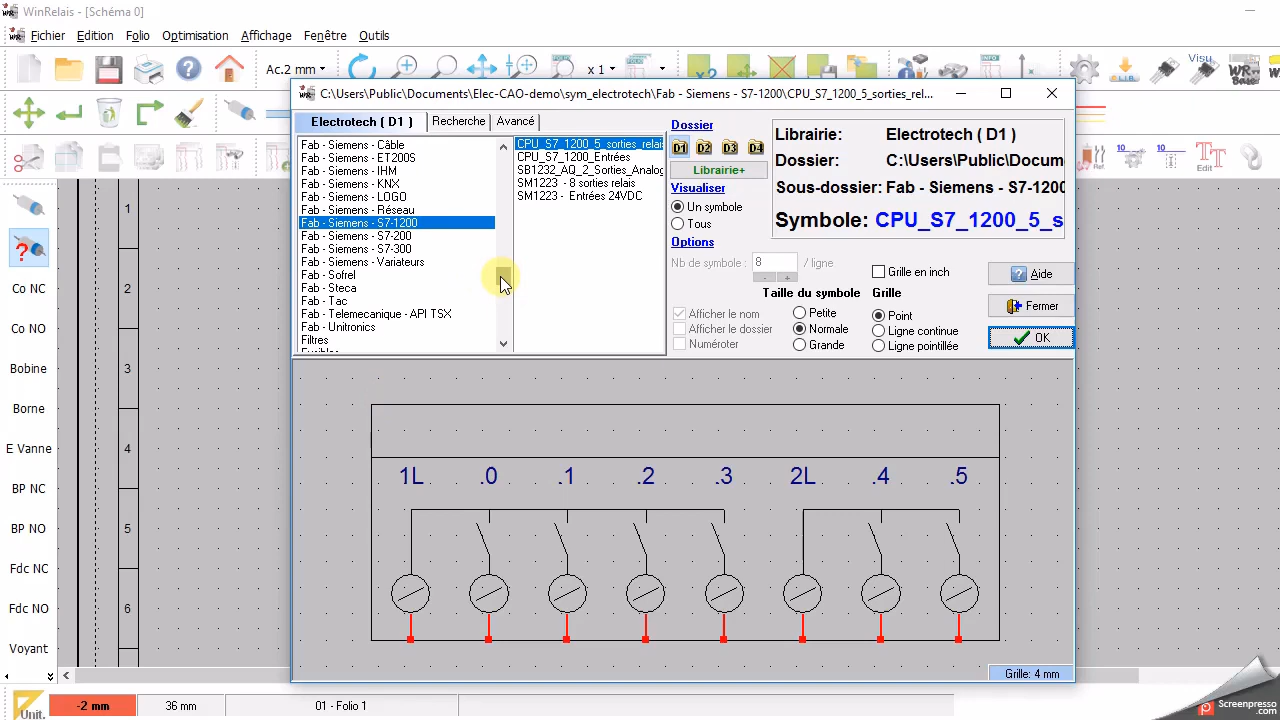 WinRelais - [Schéma 0]
Fichier Edition Folio Optimisation Affichage Fenêtre Outils
Ac.2 mm x 1 Visu
C:\Users\Public\Documents\Elec-CAO-demo\sym_electrotech\Fab - Siemens - S7-1200\CPU_S7_1200_5_sorties_rel...
Electrotech ( D1 ) Recherche Avancé
Fab - Siemens - Câble
Fab - Siemens - ET200S
Fab - Siemens - IHM
Fab - Siemens - KNX
Fab - Siemens - LOGO
Fab - Siemens - Réseau
Fab - Siemens - S7-1200
Fab - Siemens - S7-200
Fab - Siemens - S7-300
Fab - Siemens - Variateurs
Fab - Sofrel
Fab - Steca
Fab - Tac
Fab - Telemecanique - API TSX
Fab - Unitronics
Filtres
CPU_S7_1200_5_sorties_relais
CPU_S7_1200_Entrées
SB1232_AQ_2_Sorties_Analog
SM1223 - 8 sorties relais
SM1223 - Entrées 24VDC
Dossier
D1 D2 D3 D4
Librairie+
Visualiser
Un symbole
Tous
Options
Nb de symbole : 8 / ligne
- +
Afficher le nom
Afficher le dossier
Numéroter
Taille du symbole
Petite
Normale
Grande
Grille en inch
Grille
Point
Ligne continue
Ligne pointillée
Librairie: Electrotech ( D1 )
Dossier: C:\Users\Public\Docum
Sous-dossier: Fab - Siemens - S7-1200
Symbole: CPU_S7_1200_5_s
Aide
Fermer
OK
1L .0 .1 .2 .3 2L .4 .5
Grille: 4 mm
Co NC
Co NO
Bobine
Borne
E Vanne
BP NC
BP NO
Fdc NC
Fdc NO
Voyant
1
2
3
4
5
6
Edit
10
10
Unit.
-2 mm 36 mm 01 - Folio 1
Screenpresso
.com